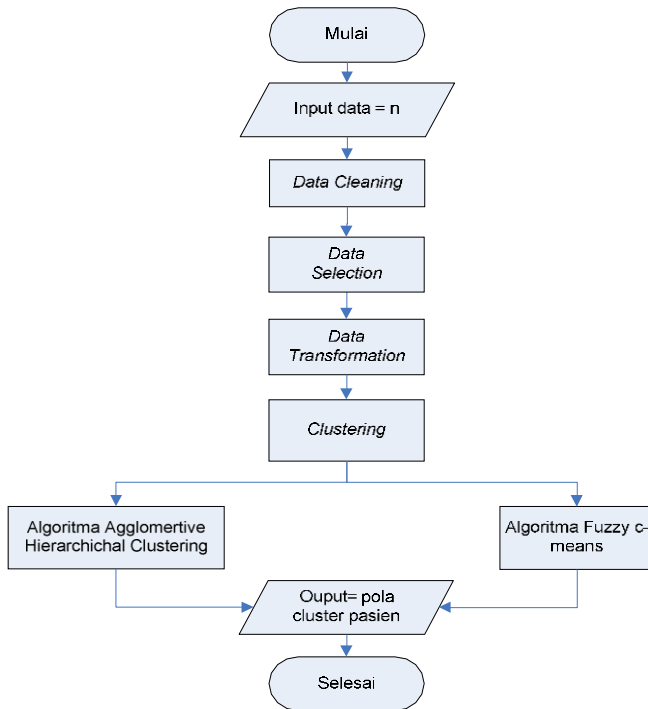 Mulai
Input data = n
Data Cleaning
Data
Selection
Data
Transformation
Clustering
Algoritma Agglomertive
Hierarchichal Clustering
Algoritma Fuzzy c-
means
Ouput= pola
cluster pasien
Selesai